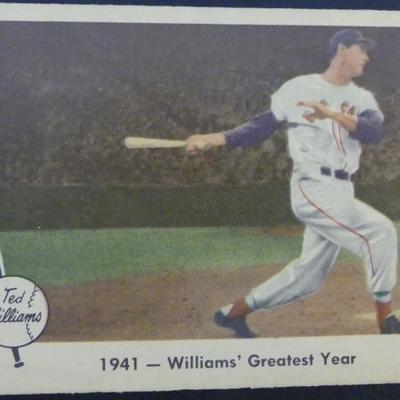 Ted
Williams
1941 — Williams' Greatest Year